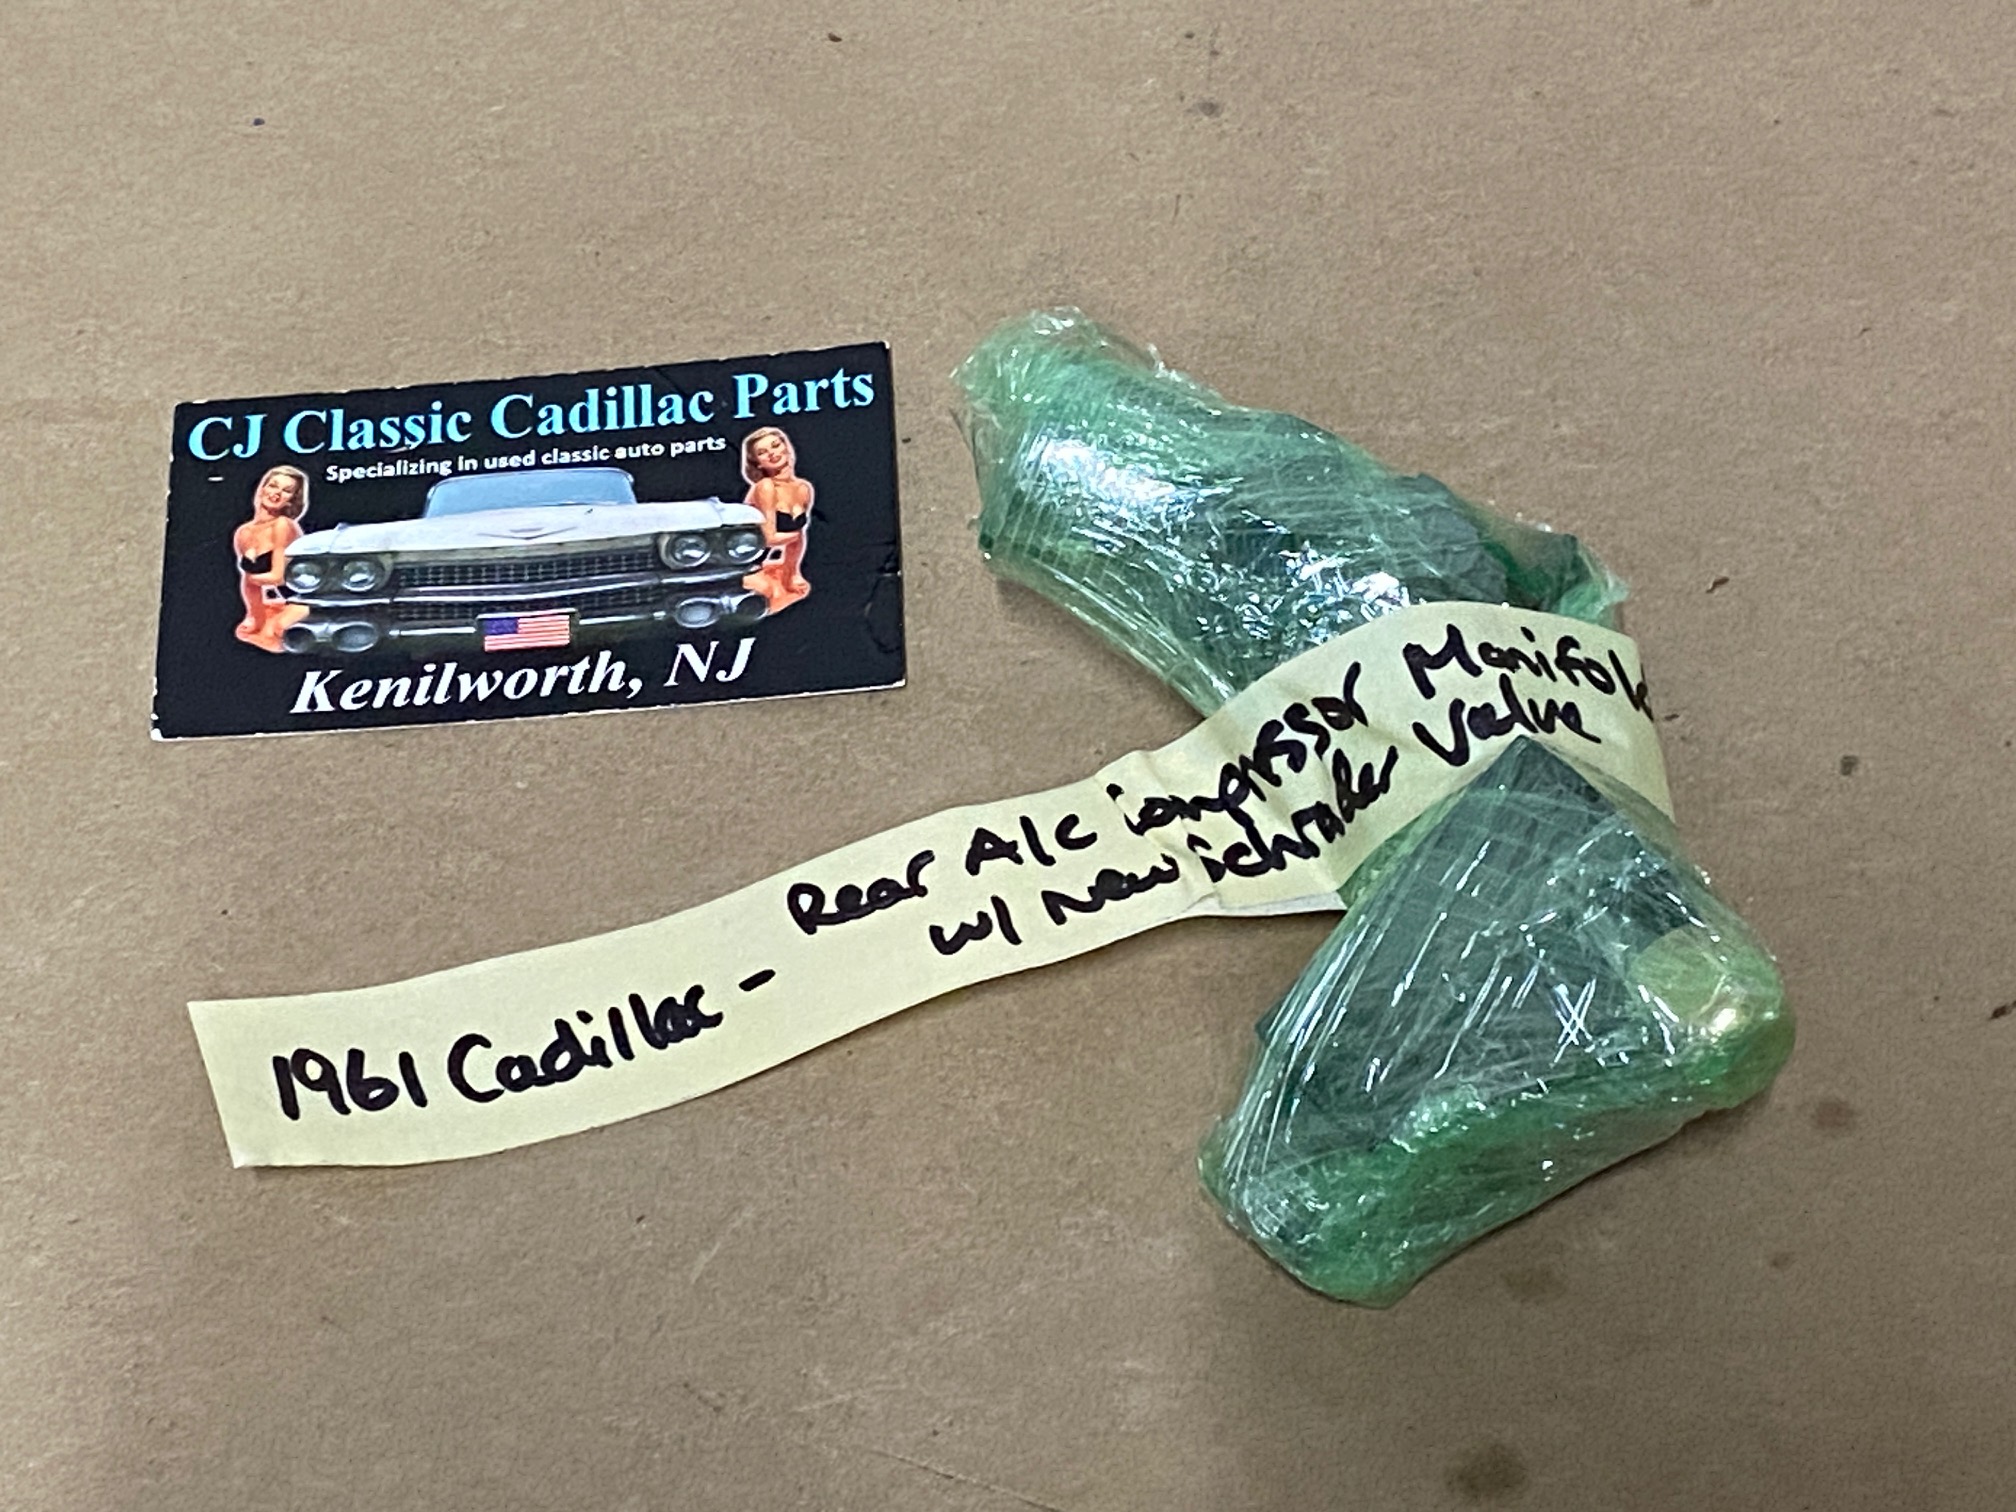 CJ Classic Cadillac Parts
Specializing in used classic auto parts
Kenilworth, NJ
1961 Cadillac - Rear A/c Compressor Manifold
w/ New Schrader Valve